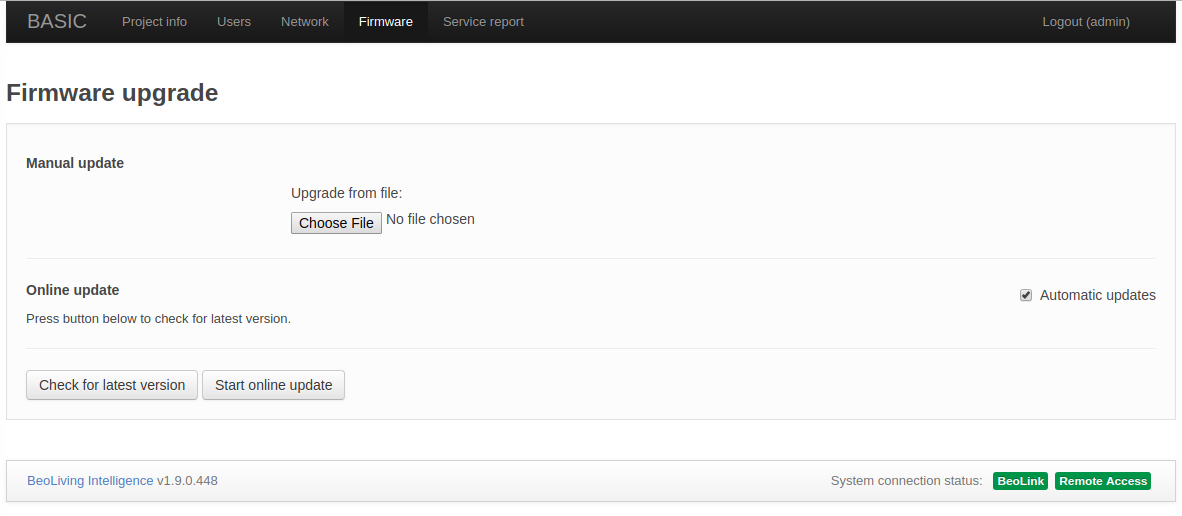 BASIC Project info Users Network Firmware Service report Logout (admin)
Firmware upgrade
Manual update
Upgrade from file:
Choose File No file chosen
Online update
Automatic updates
Press button below to check for latest version.
Check for latest version Start online update
BeoLiving Intelligence v1.9.0.448 System connection status: BeoLink Remote Access